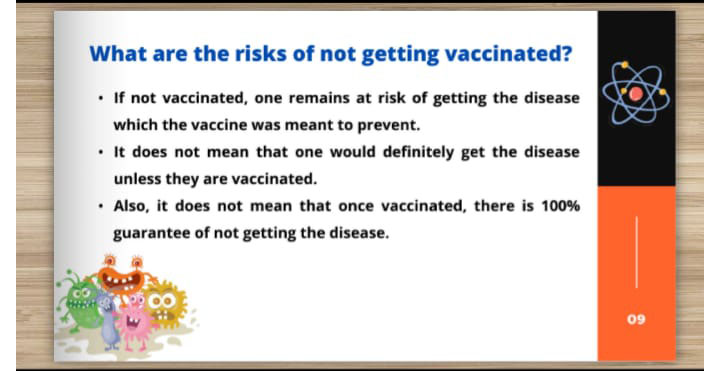 What are the risks of not getting vaccinated?
• If not vaccinated, one remains at risk of getting the disease
which the vaccine was meant to prevent.
• It does not mean that one would definitely get the disease
unless they are vaccinated.
• Also, it does not mean that once vaccinated, there is 100%
guarantee of not getting the disease.
09